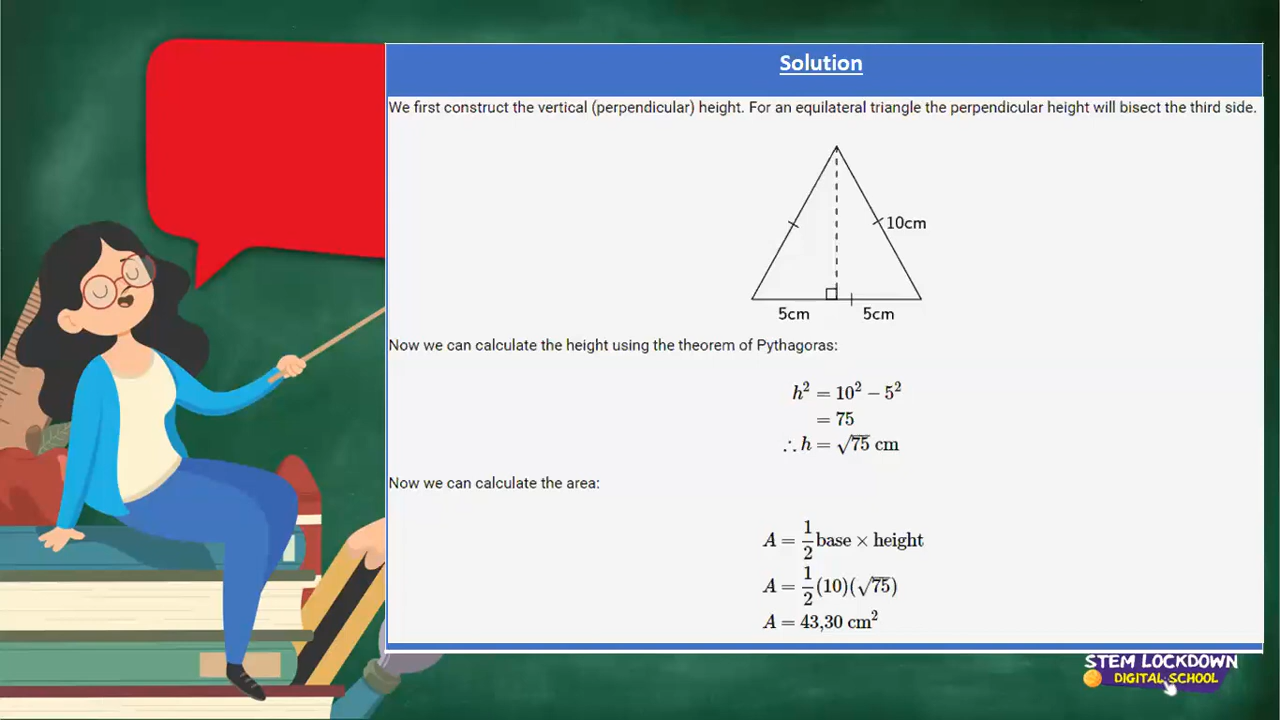 Solution
We first construct the vertical (perpendicular) height. For an equilateral triangle the perpendicular height will bisect the third side.
10cm
5cm 5cm
Now we can calculate the height using the theorem of Pythagoras:
h² = 10² − 5²
= 75
∴ h = √75 cm
Now we can calculate the area:
A = 1/2 base × height
A = 1/2 (10)(√75)
A = 43,30 cm²
STEM LOCKDOWN
DIGITAL SCHOOL